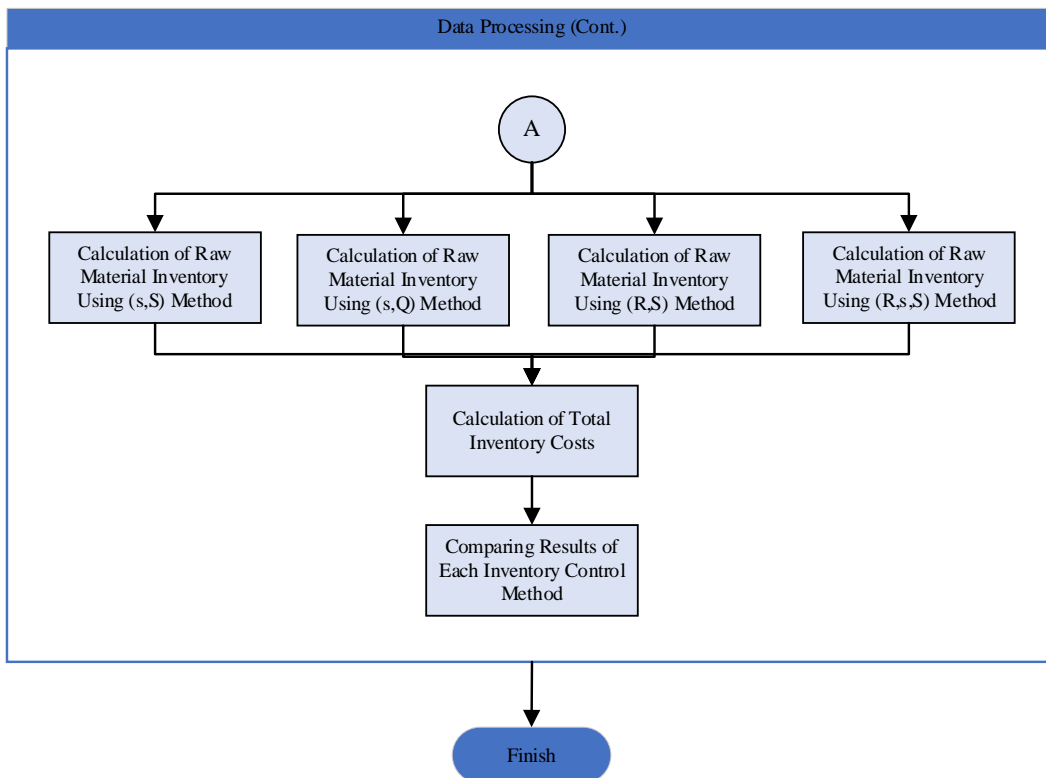 Data Processing (Cont.)
A
Calculation of Raw
Material Inventory
Using (s,S) Method
Calculation of Raw
Material Inventory
Using (s,Q) Method
Calculation of Raw
Material Inventory
Using (R,S) Method
Calculation of Raw
Material Inventory
Using (R,s,S) Method
Calculation of Total
Inventory Costs
Comparing Results of
Each Inventory Control
Method
Finish